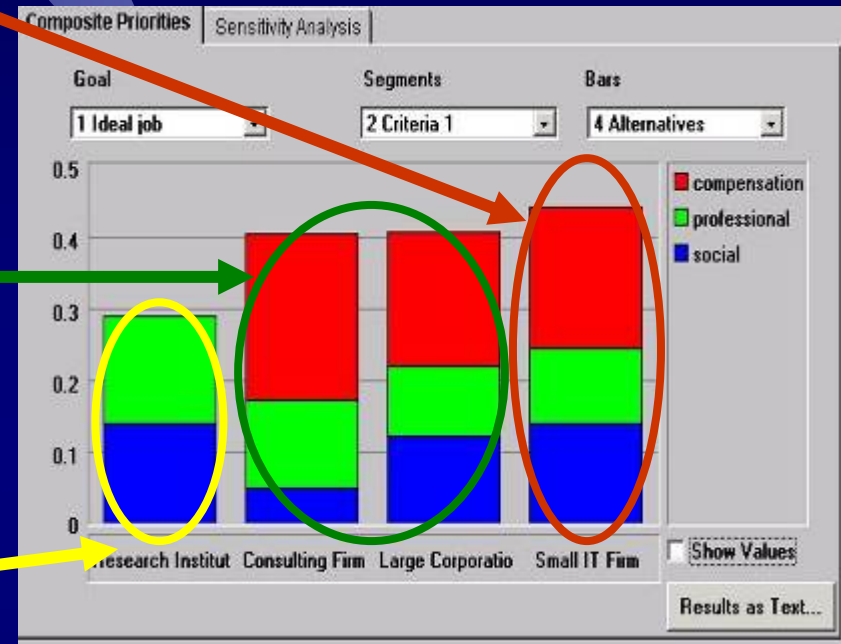 Composite Priorities Sensitivity Analysis
Goal Segments Bars
1 Ideal job 2 Criteria 1 4 Alternatives
0.5
compensation
professional
0.4
social
0.3
0.2
0.1
0
Research Institut Consulting Firm Large Corporatio Small IT Firm
Show Values
Results as Text...